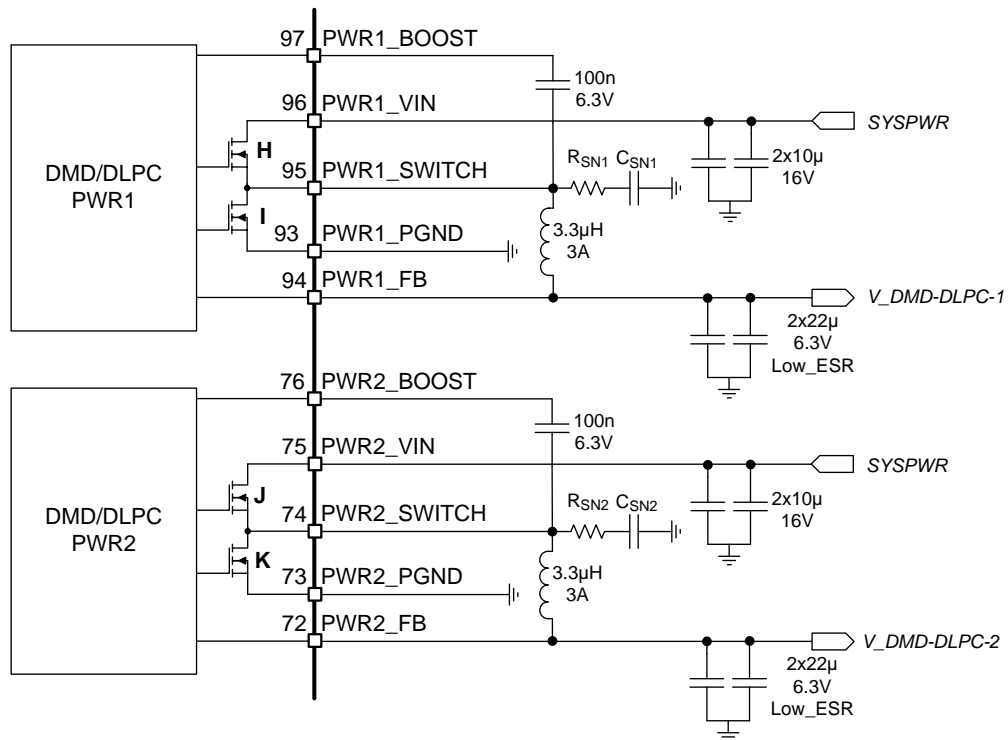 97 PWR1_BOOST
100n
6.3V
96 PWR1_VIN
SYSPWR
H
DMD/DLPC
PWR1
95 PWR1_SWITCH
RSN1 CSN1
2x10µ
16V
I
93 PWR1_PGND
3.3µH
3A
94 PWR1_FB
V_DMD-DLPC-1
2x22µ
6.3V
Low_ESR
76 PWR2_BOOST
100n
6.3V
75 PWR2_VIN
SYSPWR
J
DMD/DLPC
PWR2
74 PWR2_SWITCH
RSN2 CSN2
2x10µ
16V
K
73 PWR2_PGND
3.3µH
3A
72 PWR2_FB
V_DMD-DLPC-2
2x22µ
6.3V
Low_ESR